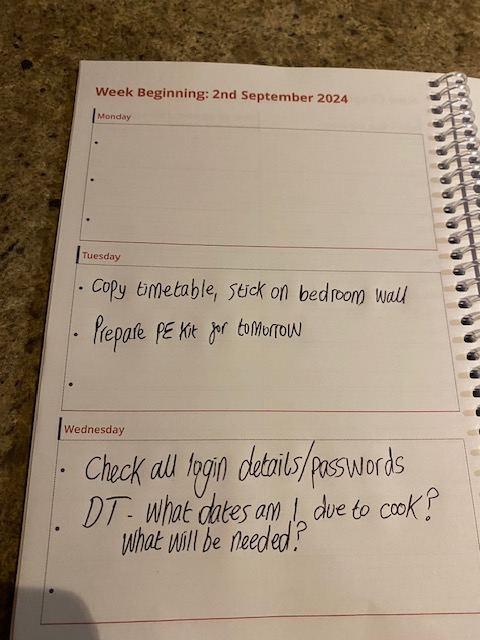 Week Beginning: 2nd September 2024
Monday
Tuesday
• Copy timetable, stick on bedroom wall
• Prepare PE Kit for tomorrow
Wednesday
• Check all login details/passwords
• DT - What dates am I due to cook?
What will be needed?